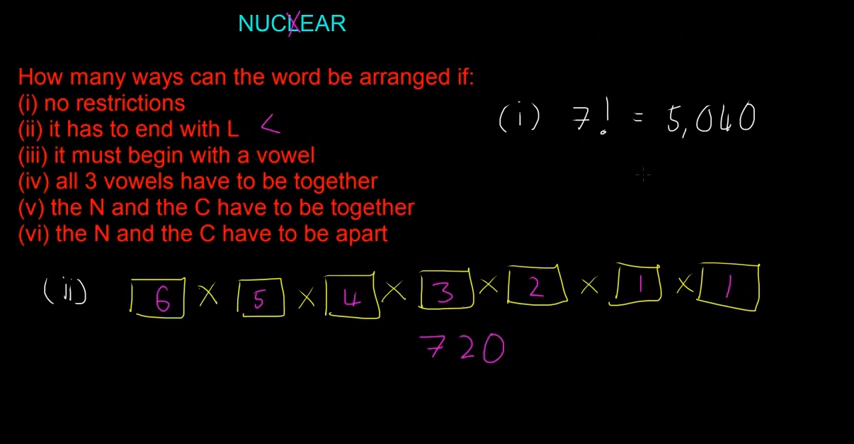 NUCLEAR
How many ways can the word be arranged if:
(i) no restrictions
(ii) it has to end with L <
(iii) it must begin with a vowel
(iv) all 3 vowels have to be together
(v) the N and the C have to be together
(vi) the N and the C have to be apart
(i) 7! = 5,040
(ii) 6 × 5 × 4 × 3 × 2 × 1 × 1
720